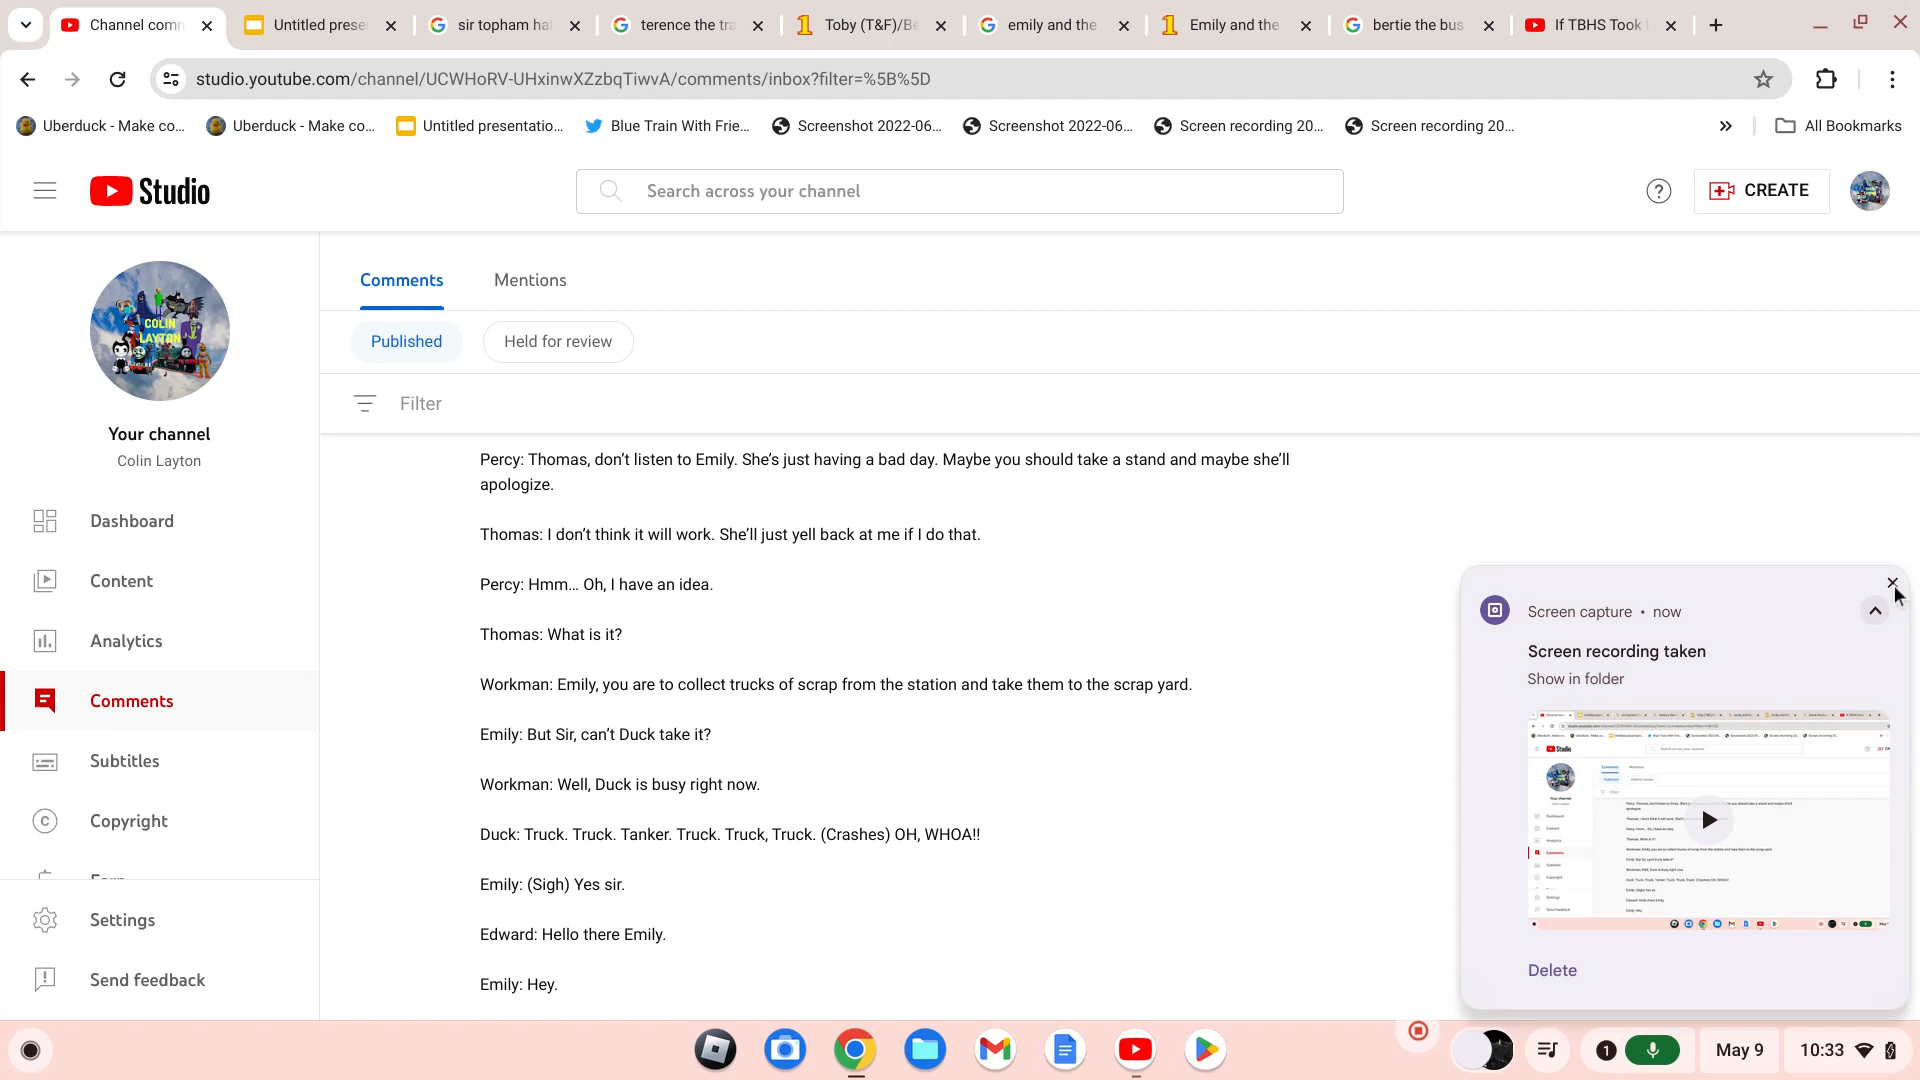 Channel comm
Untitled prese
sir topham hat
terence the tra
Toby (T&F)/Be
emily and the
Emily and the
bertie the bus
If TBHS Took
studio.youtube.com/channel/UCWHoRV-UHxinwXZzbqTiwvA/comments/inbox?filter=%5B%5D
Uberduck - Make co...
Uberduck - Make co...
Untitled presentatio...
Blue Train With Frie...
Screenshot 2022-06...
Screenshot 2022-06...
Screen recording 20...
Screen recording 20...
All Bookmarks
Studio
Search across your channel
CREATE
COLIN
LAYTON
Your channel
Colin Layton
Dashboard
Content
Analytics
Comments
Subtitles
Copyright
Earn
Settings
Send feedback
Comments
Mentions
Published
Held for review
Filter
Percy: Thomas, don’t listen to Emily. She’s just having a bad day. Maybe you should take a stand and maybe she’ll
apologize.
Thomas: I don’t think it will work. She’ll just yell back at me if I do that.
Percy: Hmm… Oh, I have an idea.
Thomas: What is it?
Workman: Emily, you are to collect trucks of scrap from the station and take them to the scrap yard.
Emily: But Sir, can’t Duck take it?
Workman: Well, Duck is busy right now.
Duck: Truck. Truck. Tanker. Truck. Truck, Truck. (Crashes) OH, WHOA!!
Emily: (Sigh) Yes sir.
Edward: Hello there Emily.
Emily: Hey.
Screen capture • now
Screen recording taken
Show in folder
Delete
1
May 9
10:33